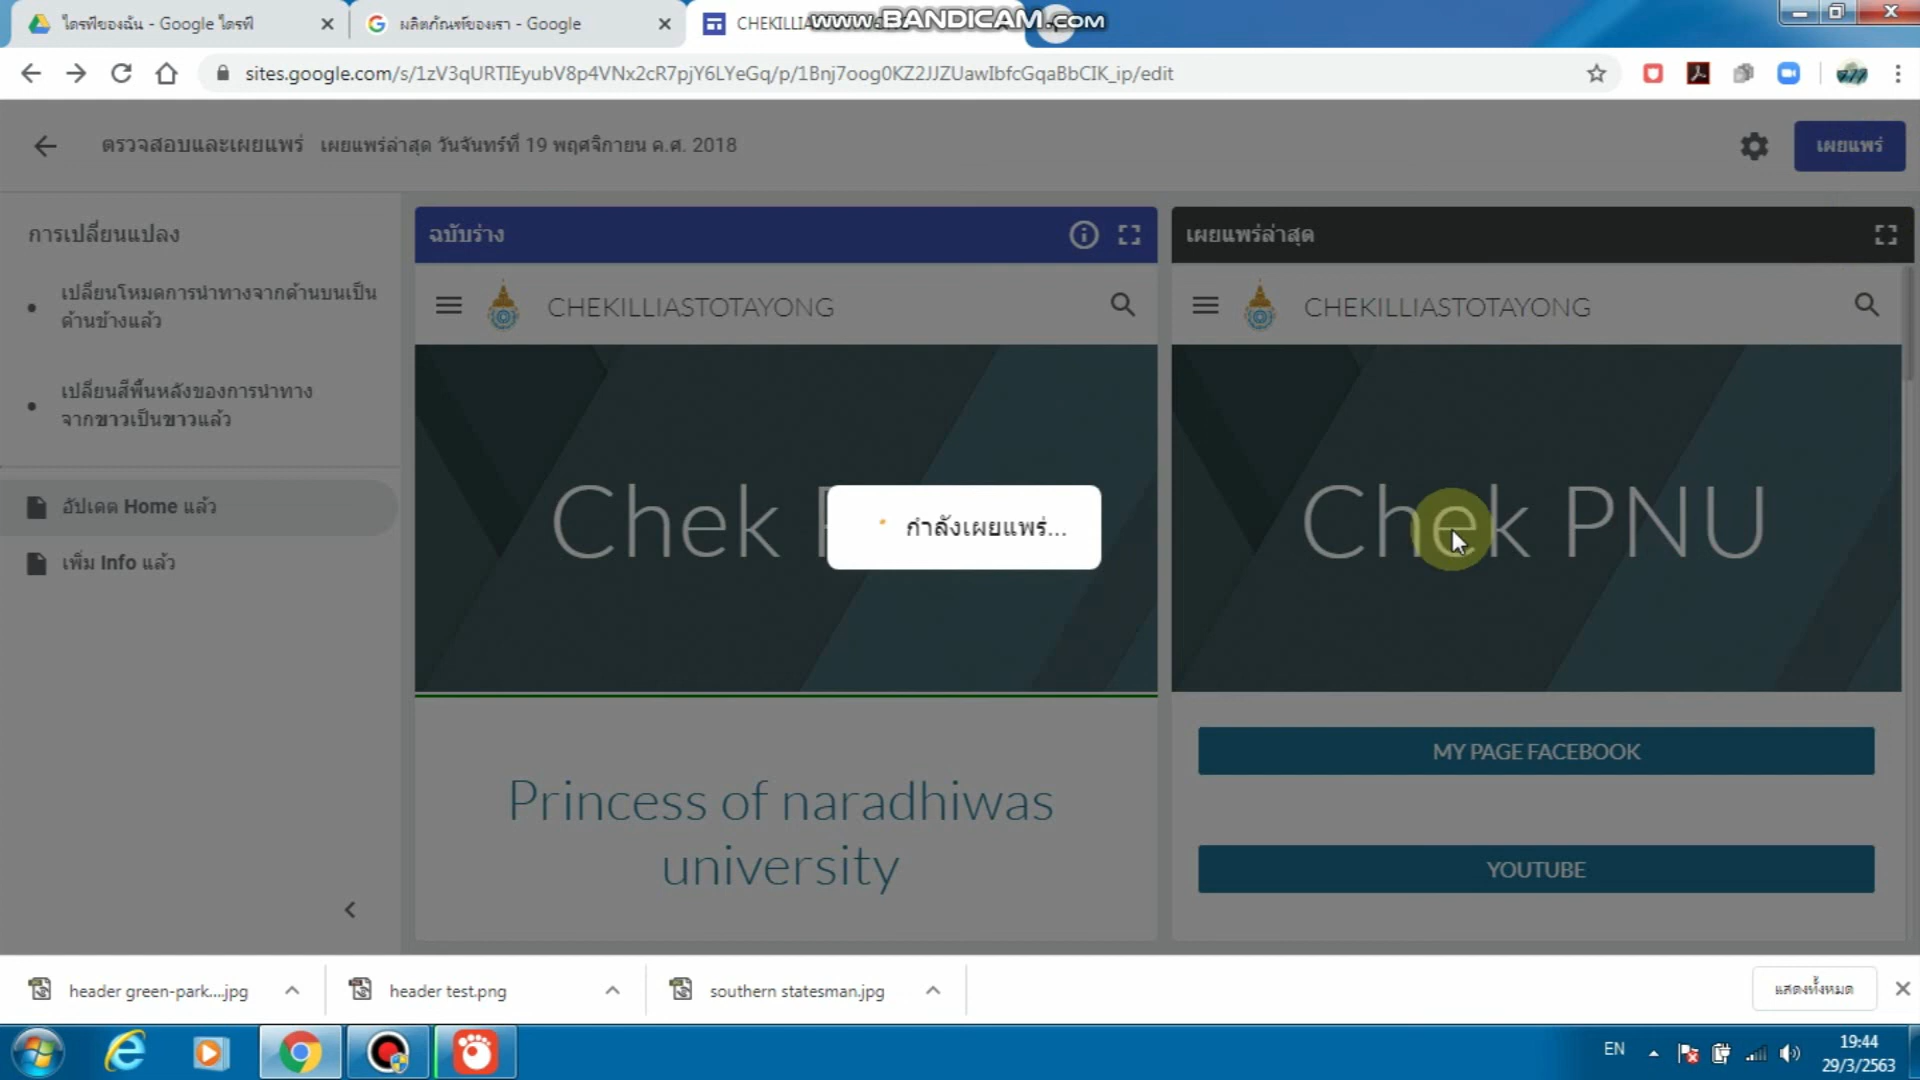 ไดรฟ์ของฉัน - Google ไดรฟ์
ผลิตภัณฑ์ของเรา - Google
CHEKILLIA
www.BANDICAM.com
sites.google.com/s/1zV3qURTIEyubV8p4VNx2cR7pjY6LYeGq/p/1Bnj7oog0KZ2JJZUawIbfcGqaBbCIK_ip/edit
ตรวจสอบและเผยแพร่ เผยแพร่ล่าสุด วันจันทร์ที่ 19 พฤศจิกายน ค.ศ. 2018
เผยแพร่
การเปลี่ยนแปลง
เปลี่ยนโหมดการนำทางจากด้านบนเป็น
ด้านข้างแล้ว
เปลี่ยนสีพื้นหลังของการนำทาง
จากขาวเป็นขาวแล้ว
อัปเดต Home แล้ว
เพิ่ม Info แล้ว
ฉบับร่าง
CHEKILLIASTOTAYONG
Chek P
กำลังเผยแพร่...
Princess of naradhiwas
university
เผยแพร่ล่าสุด
CHEKILLIASTOTAYONG
Chek PNU
MY PAGE FACEBOOK
YOUTUBE
header green-park....jpg
header test.png
southern statesman.jpg
แสดงทั้งหมด
EN
19:44
29/3/2563